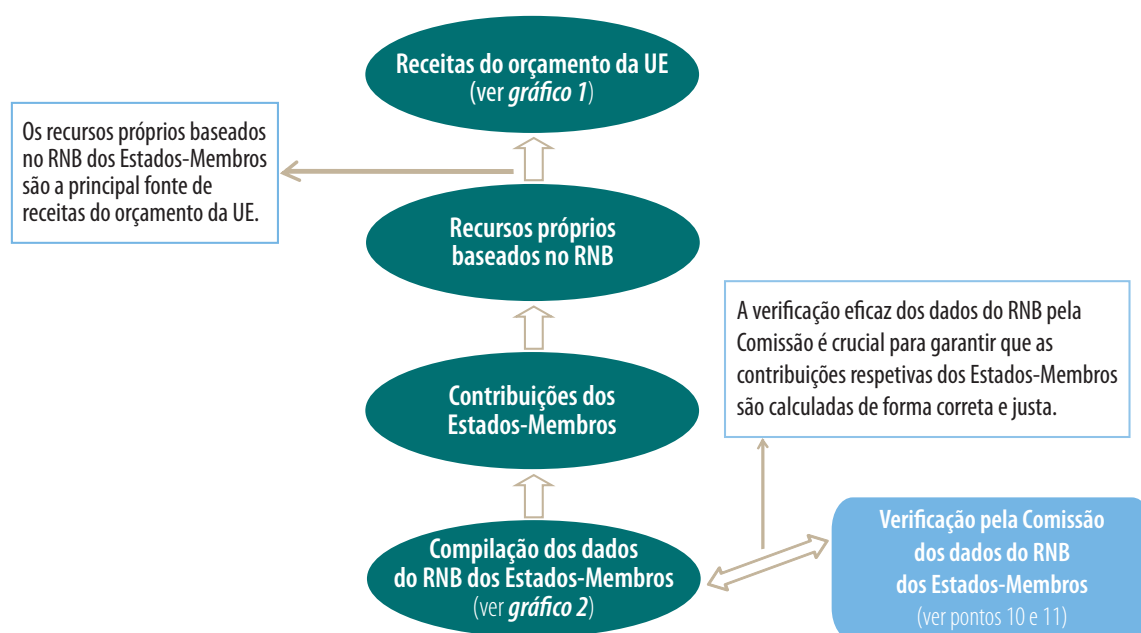 Receitas do orçamento da UE
(ver gráfico 1)
Os recursos próprios baseados
no RNB dos Estados-Membros
são a principal fonte de
receitas do orçamento da UE.
Recursos próprios
baseados no RNB
A verificação eficaz dos dados do RNB pela
Comissão é crucial para garantir que as
contribuições respetivas dos Estados-Membros
são calculadas de forma correta e justa.
Contribuições dos
Estados-Membros
Compilação dos dados
do RNB dos Estados-Membros
(ver gráfico 2)
Verificação pela Comissão
dos dados do RNB
dos Estados-Membros
(ver pontos 10 e 11)